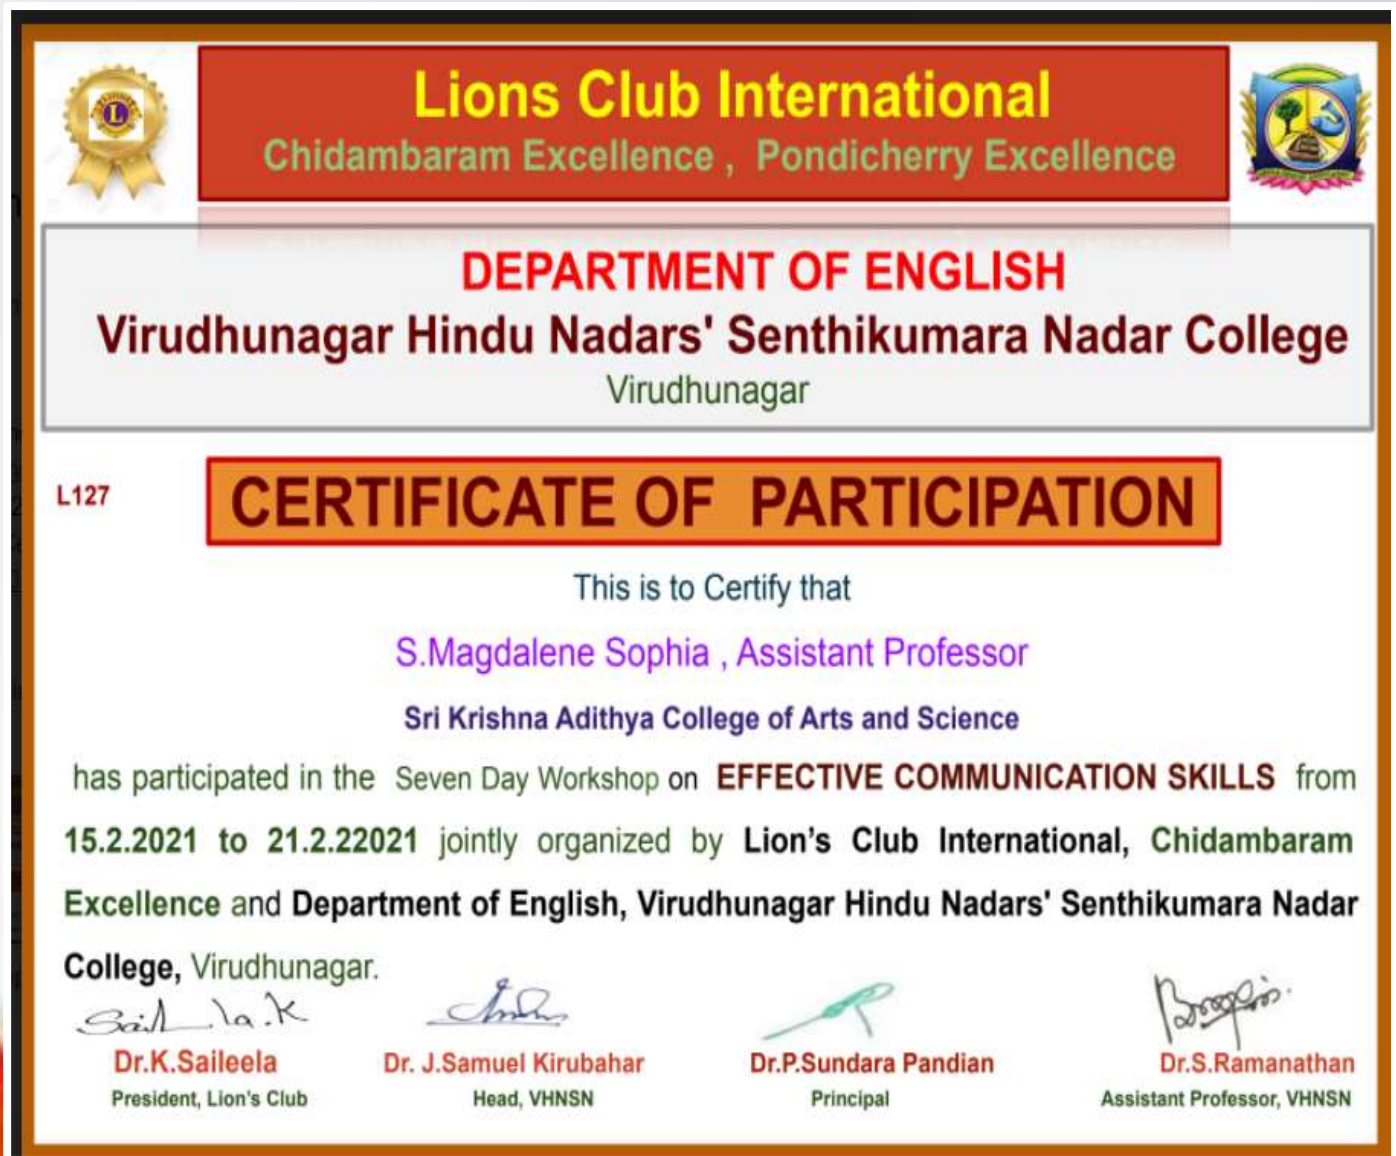 Lions Club International
Chidambaram Excellence , Pondicherry Excellence
L
DEPARTMENT OF ENGLISH
Virudhunagar Hindu Nadars' Senthikumara Nadar College
Virudhunagar
L127
CERTIFICATE OF PARTICIPATION
This is to Certify that
S.Magdalene Sophia , Assistant Professor
Sri Krishna Adithya College of Arts and Science
has participated in the Seven Day Workshop on EFFECTIVE COMMUNICATION SKILLS from
15.2.2021 to 21.2.22021 jointly organized by Lion's Club International, Chidambaram
Excellence and Department of English, Virudhunagar Hindu Nadars' Senthikumara Nadar
College, Virudhunagar.
Dr.K.Saileela
Dr. J.Samuel Kirubahar
Dr.P.Sundara Pandian
Dr.S.Ramanathan
President, Lion's Club
Head, VHNSN
Principal
Assistant Professor, VHNSN